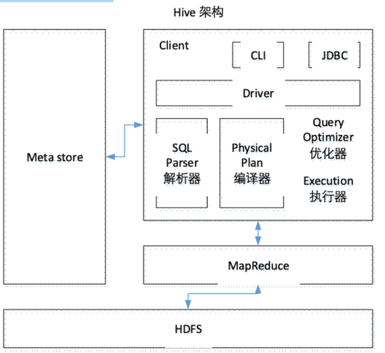 Hive 架构
Client
CLI
JDBC
Driver
Meta store
SQL
Parser
解析器
Physical
Plan
编译器
Query
Optimizer
优化器
Execution
执行器
MapReduce
HDFS